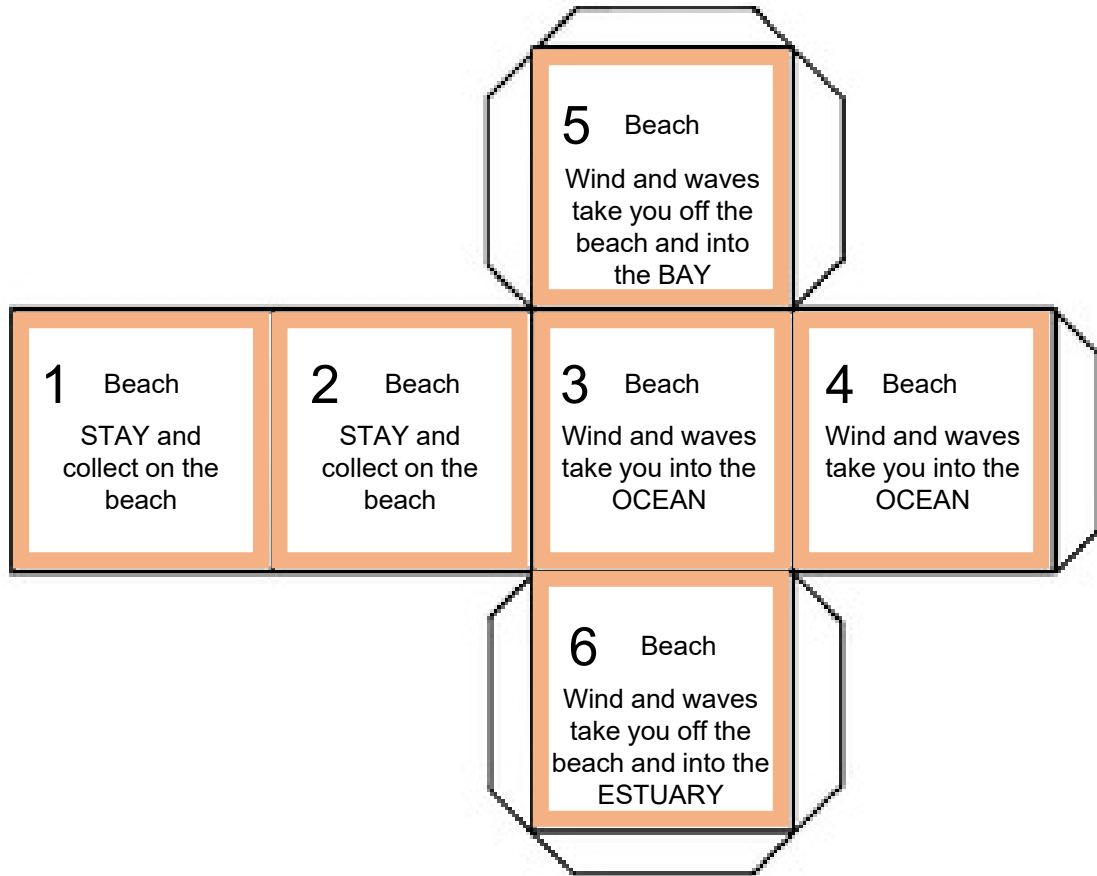 5 Beach
Wind and waves
take you off the
beach and into
the BAY
1 Beach
STAY and
collect on the
beach
2 Beach
STAY and
collect on the
beach
3 Beach
Wind and waves
take you into the
OCEAN
4 Beach
Wind and waves
take you into the
OCEAN
6 Beach
Wind and waves
take you off the
beach and into the
ESTUARY